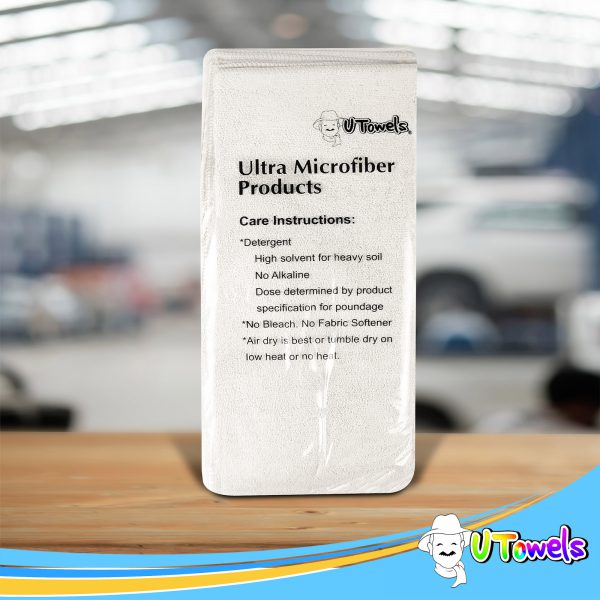 UTowels®
Ultra Microfiber
Products
Care Instructions:
*Detergent
High solvent for heavy soil
No Alkaline
Dose determined by product
specification for poundage
*No Bleach. No Fabric Softener
*Air dry is best or tumble dry on
low heat or no heat.
UTowels